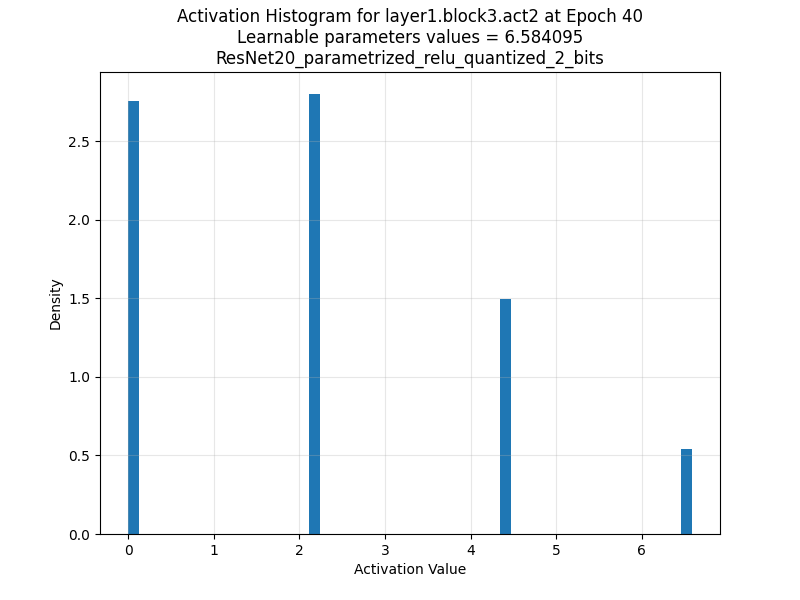 Activation Histogram for layer1.block3.act2 at Epoch 40
Learnable parameters values = 6.584095
ResNet20_parametrized_relu_quantized_2_bits
Density
2.5
2.0
1.5
1.0
0.5
0.0
0 1 2 3 4 5 6
Activation Value